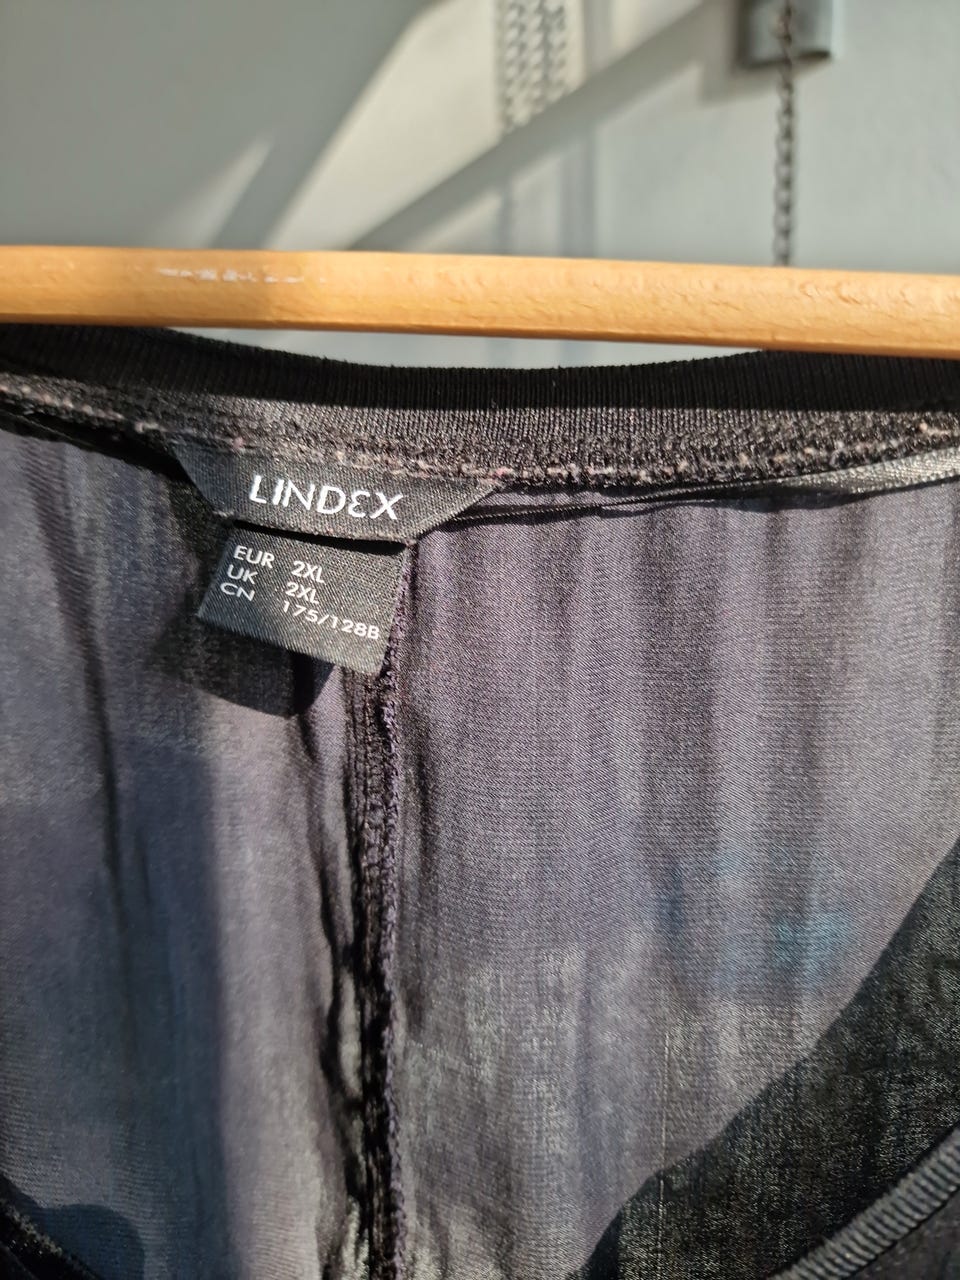 LINDEX
EUR 2XL
UK 2XL
CN 175/128B